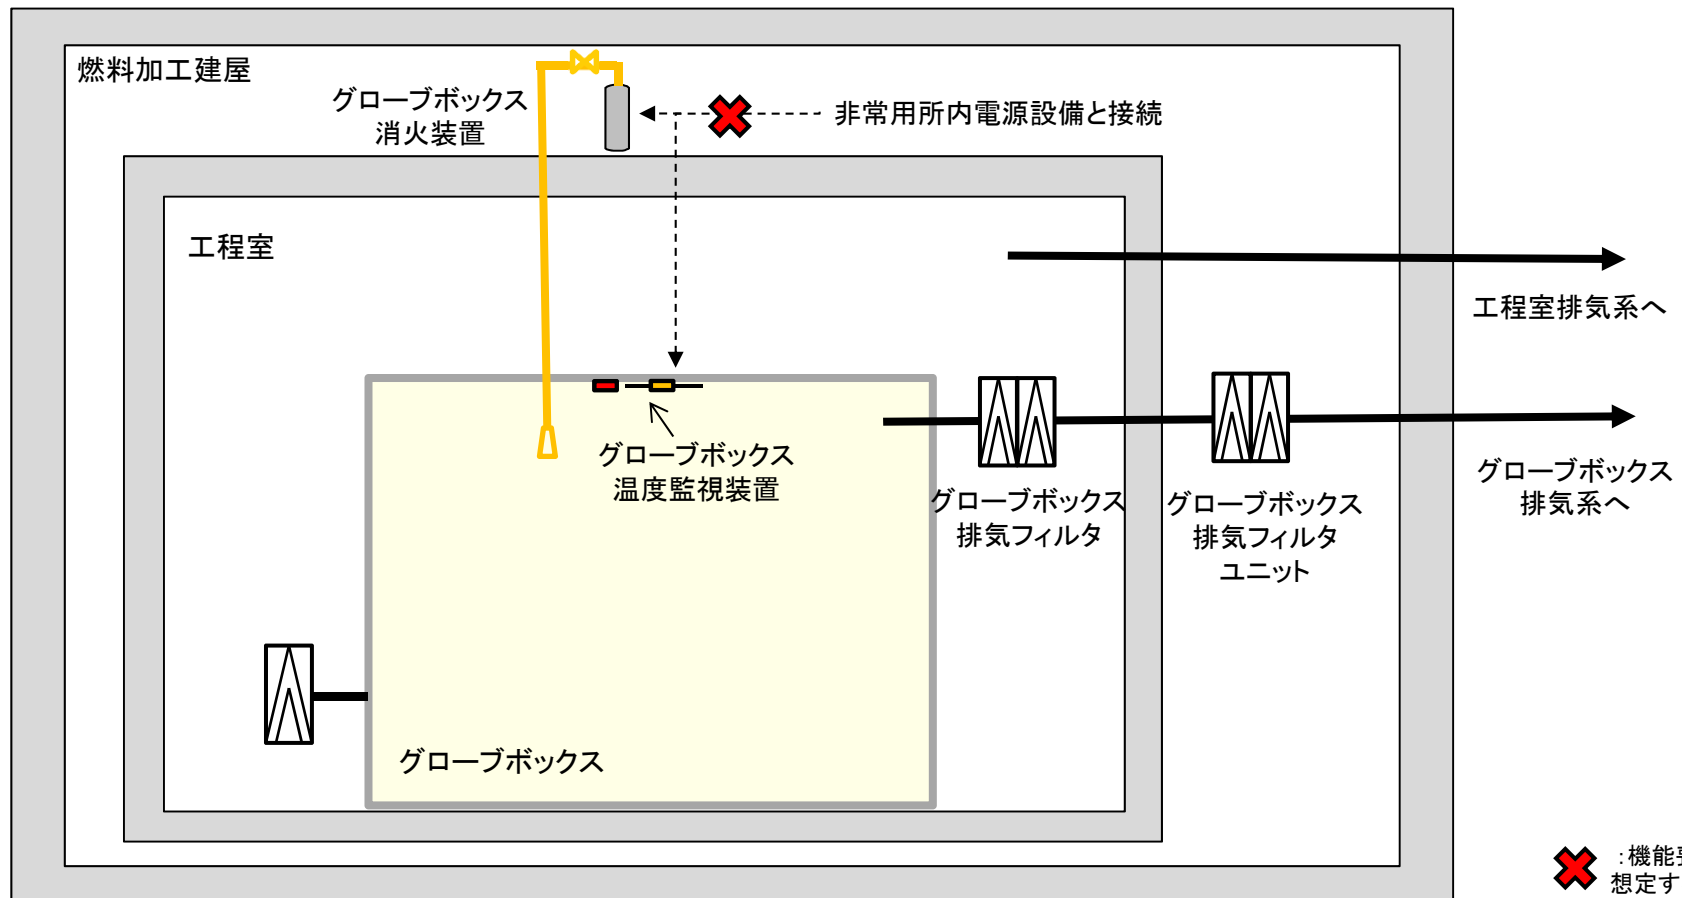 燃料加工建屋
グローブボックス
消火装置
非常用所内電源設備と接続
工程室
工程室排気系へ
グローブボックス
温度監視装置
グローブボックス
排気フィルタ
グローブボックス
排気フィルタ
ユニット
グローブボックス
排気系へ
グローブボックス
:機能
想定す